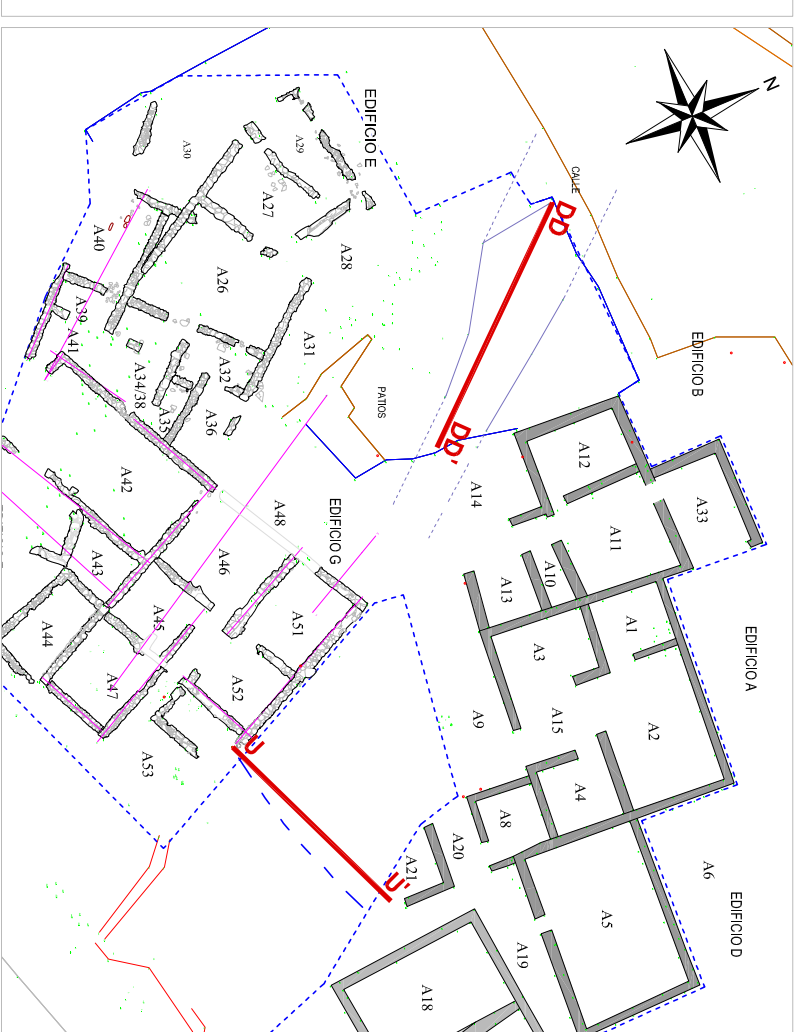 N
EDIFICIO E
A30
A29
CALLE
A27
DD
A40
A28
A26
A39
A31
EDIFICIO B
A41
A34/38
A32
PATIOS
A35
A36
DD'
A12
A42
A14
A33
A48
EDIFICIO G
A11
A43
A46
A10
A13
A45
A51
A1
A44
A3
EDIFICIO A
A47
A52
A9
A15
A2
U
A53
A4
A8
A20
A21
U'
A6
A5
EDIFICIO D
A19
A18